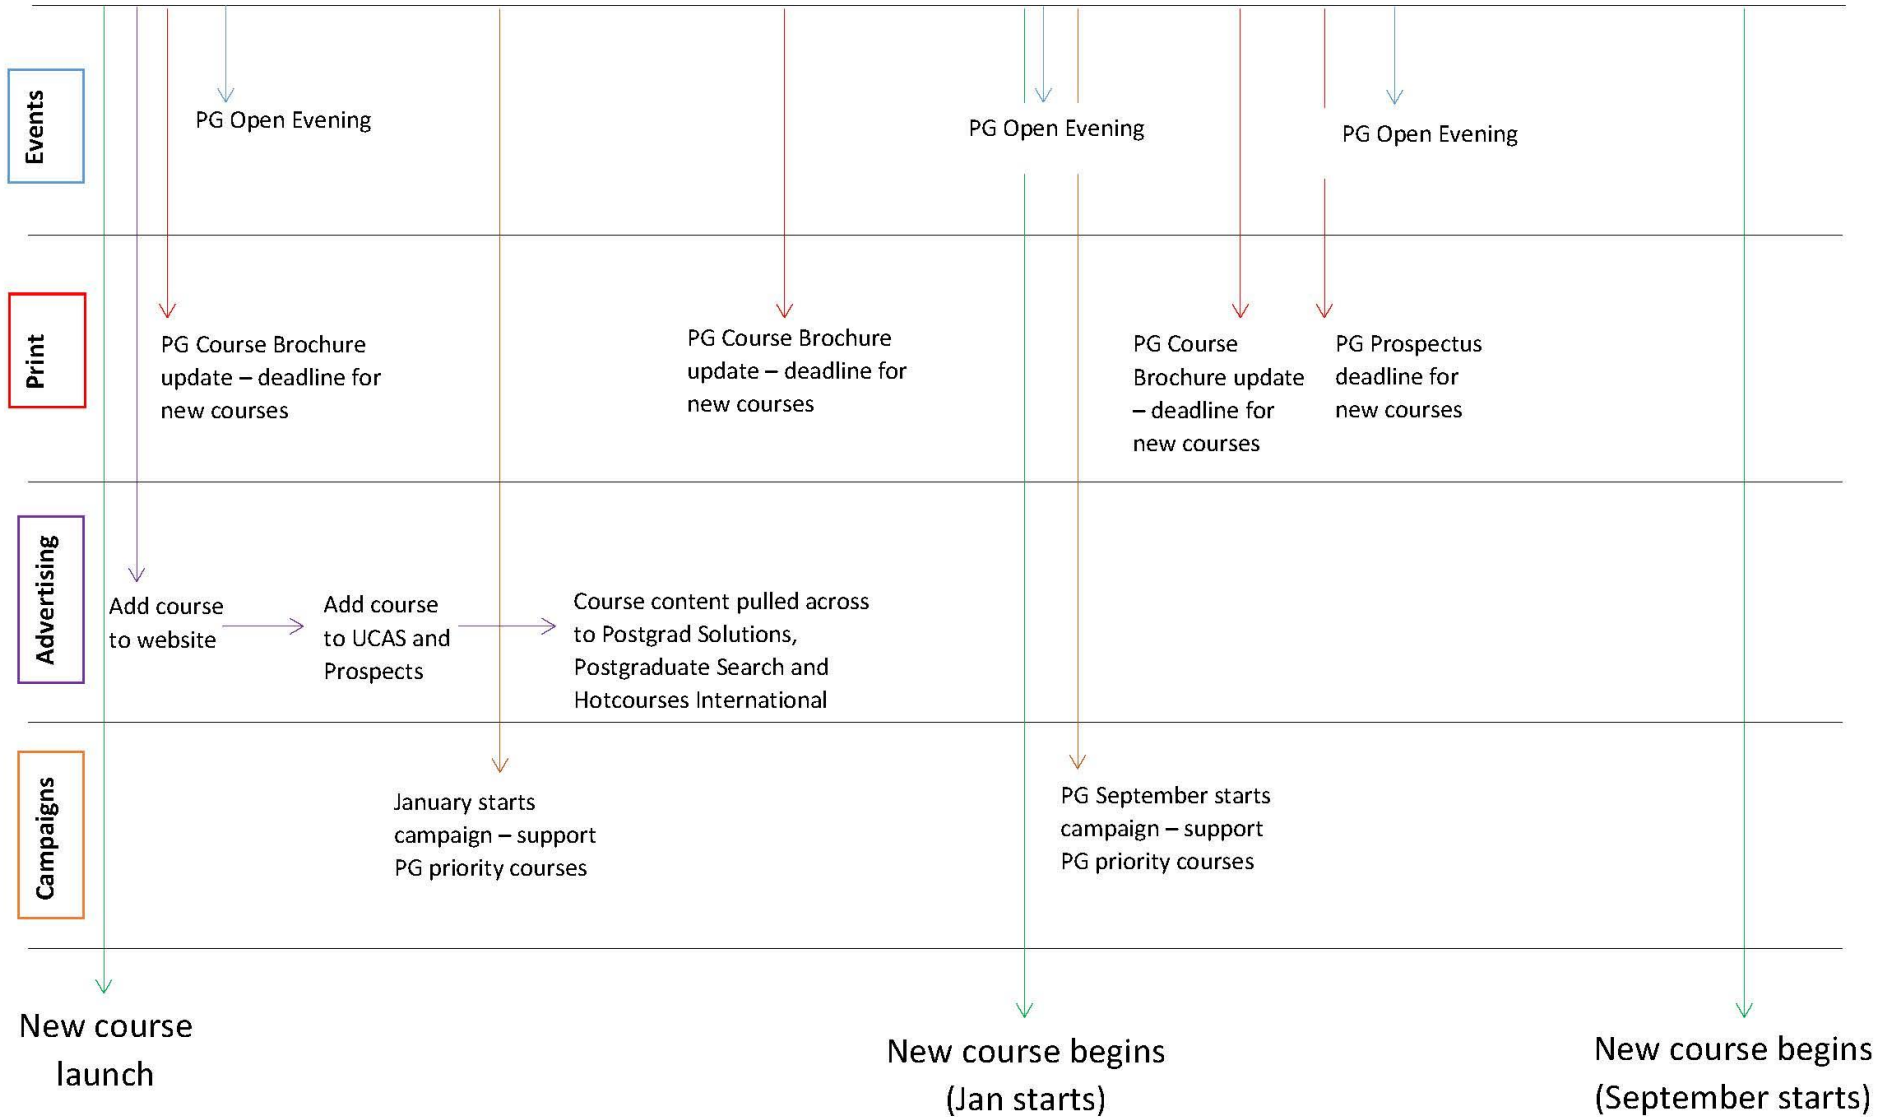 Events
PG Open Evening
PG Open Evening
PG Open Evening
Print
PG Course Brochure
update – deadline for
new courses
PG Course Brochure
update – deadline for
new courses
PG Course
Brochure update
– deadline for
new courses
PG Prospectus
deadline for
new courses
Advertising
Add course
to website
Add course
to UCAS and
Prospects
Course content pulled across
to Postgrad Solutions,
Postgraduate Search and
Hotcourses International
Campaigns
January starts
campaign – support
PG priority courses
PG September starts
campaign – support
PG priority courses
New course
launch
New course begins
(Jan starts)
New course begins
(September starts)